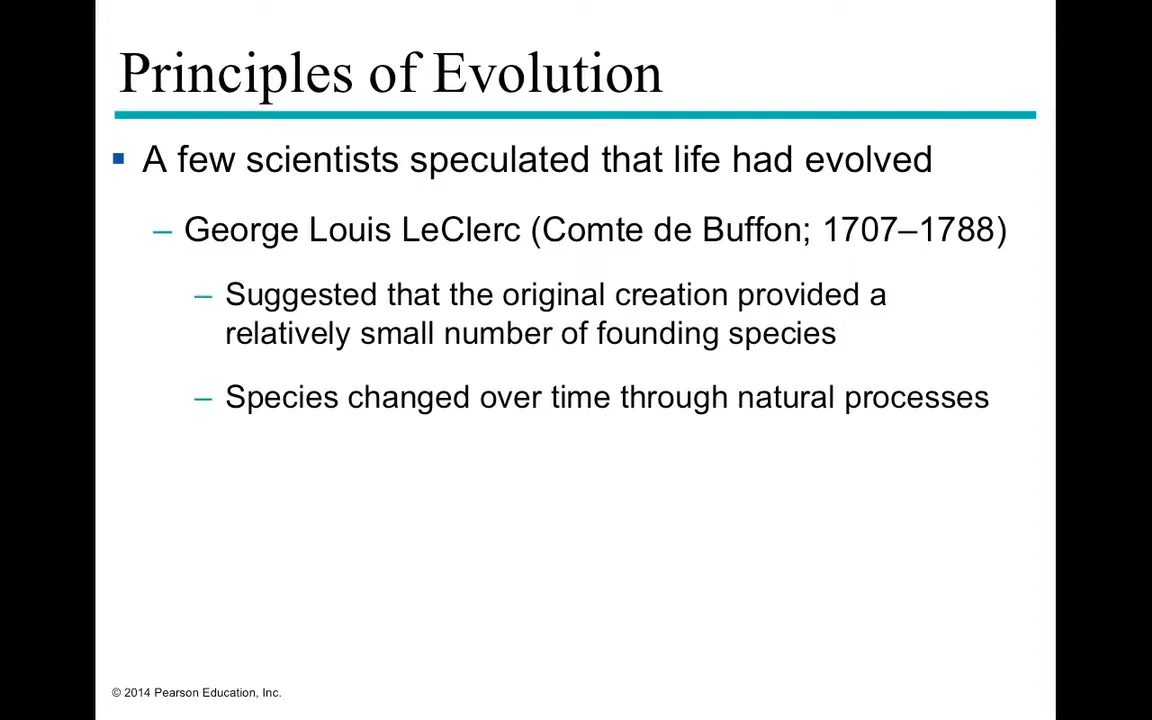 Principles of Evolution
▪ A few scientists speculated that life had evolved
– George Louis LeClerc (Comte de Buffon; 1707–1788)
– Suggested that the original creation provided a
relatively small number of founding species
– Species changed over time through natural processes
© 2014 Pearson Education, Inc.